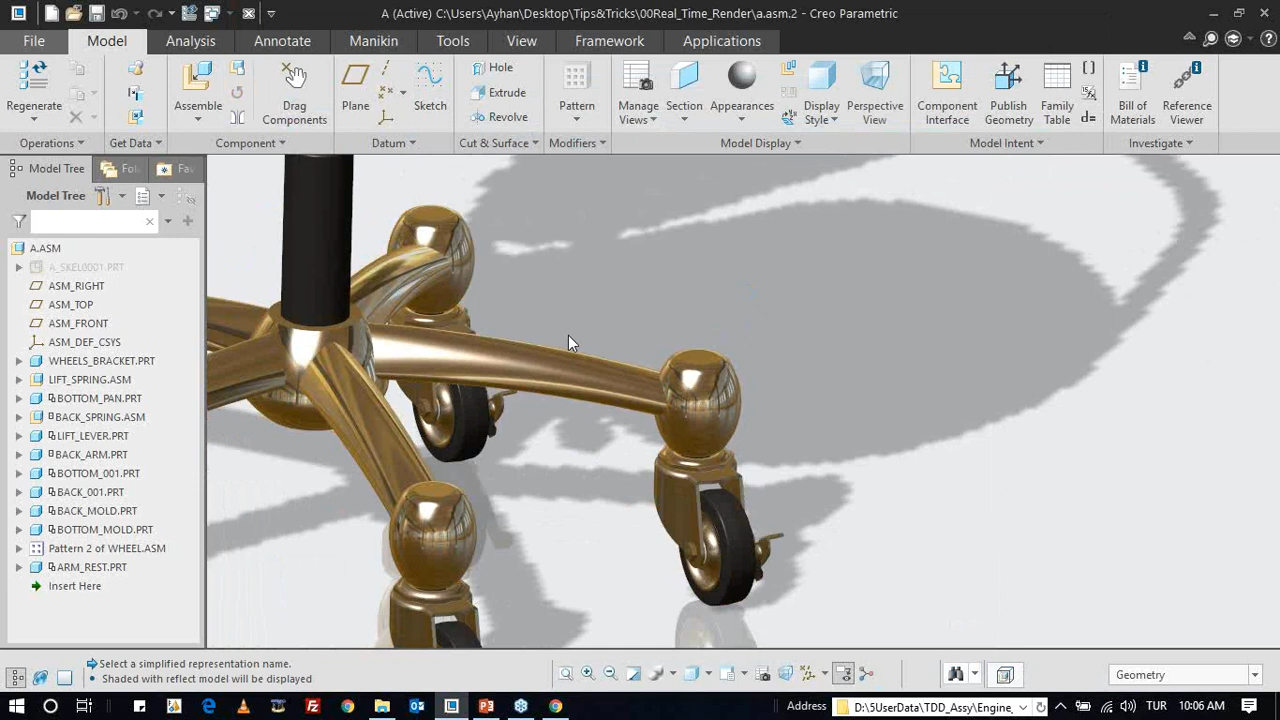 A (Active) C:\Users\Ayhan\Desktop\Tips&Tricks\00Real_Time_Render\a.asm.2 - Creo Parametric
File Model Analysis Annotate Manikin Tools View Framework Applications
Regenerate
Assemble
Drag Components
Plane
Sketch
Hole
Extrude
Revolve
Pattern
Manage Views
Section
Appearances
Display Style
Perspective View
Component Interface
Publish Geometry
Family Table
Bill of Materials
Reference Viewer
Operations Get Data Component Datum Cut & Surface Modifiers Model Display Model Intent Investigate
Model Tree Fol Fav
Model Tree
A.ASM
A_SKEL0001.PRT
ASM_RIGHT
ASM_TOP
ASM_FRONT
ASM_DEF_CSYS
WHEELS_BRACKET.PRT
LIFT_SPRING.ASM
BOTTOM_PAN.PRT
BACK_SPRING.ASM
LIFT_LEVER.PRT
BACK_ARM.PRT
BOTTOM_001.PRT
BACK_001.PRT
BACK_MOLD.PRT
BOTTOM_MOLD.PRT
Pattern 2 of WHEEL.ASM
ARM_REST.PRT
Insert Here
Select a simplified representation name.
• Shaded with reflect model will be displayed
Geometry
Address D:\5UserData\TDD_Assy\Engine_ TUR 10:06 AM